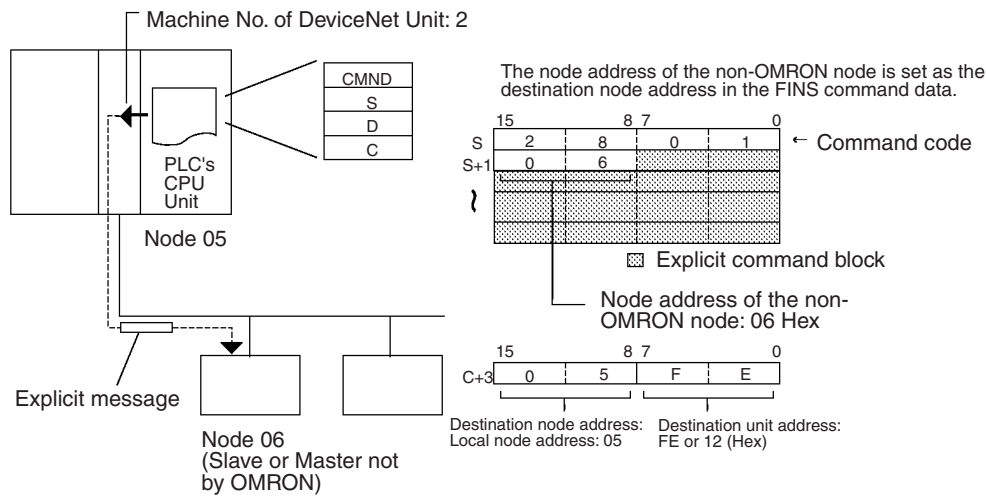 Machine No. of DeviceNet Unit: 2
CMND
S
D
C
PLC's
CPU
Unit
Node 05
The node address of the non-OMRON node is set as the
destination node address in the FINS command data.
15 8 7 0
S 2 8 0 1 ← Command code
S+1 0 6
~
Explicit command block
Node address of the non-
OMRON node: 06 Hex
15 8 7 0
C+3 0 5 F E
Destination node address:
Local node address: 05
Destination unit address:
FE or 12 (Hex)
Explicit message
Node 06
(Slave or Master not
by OMRON)